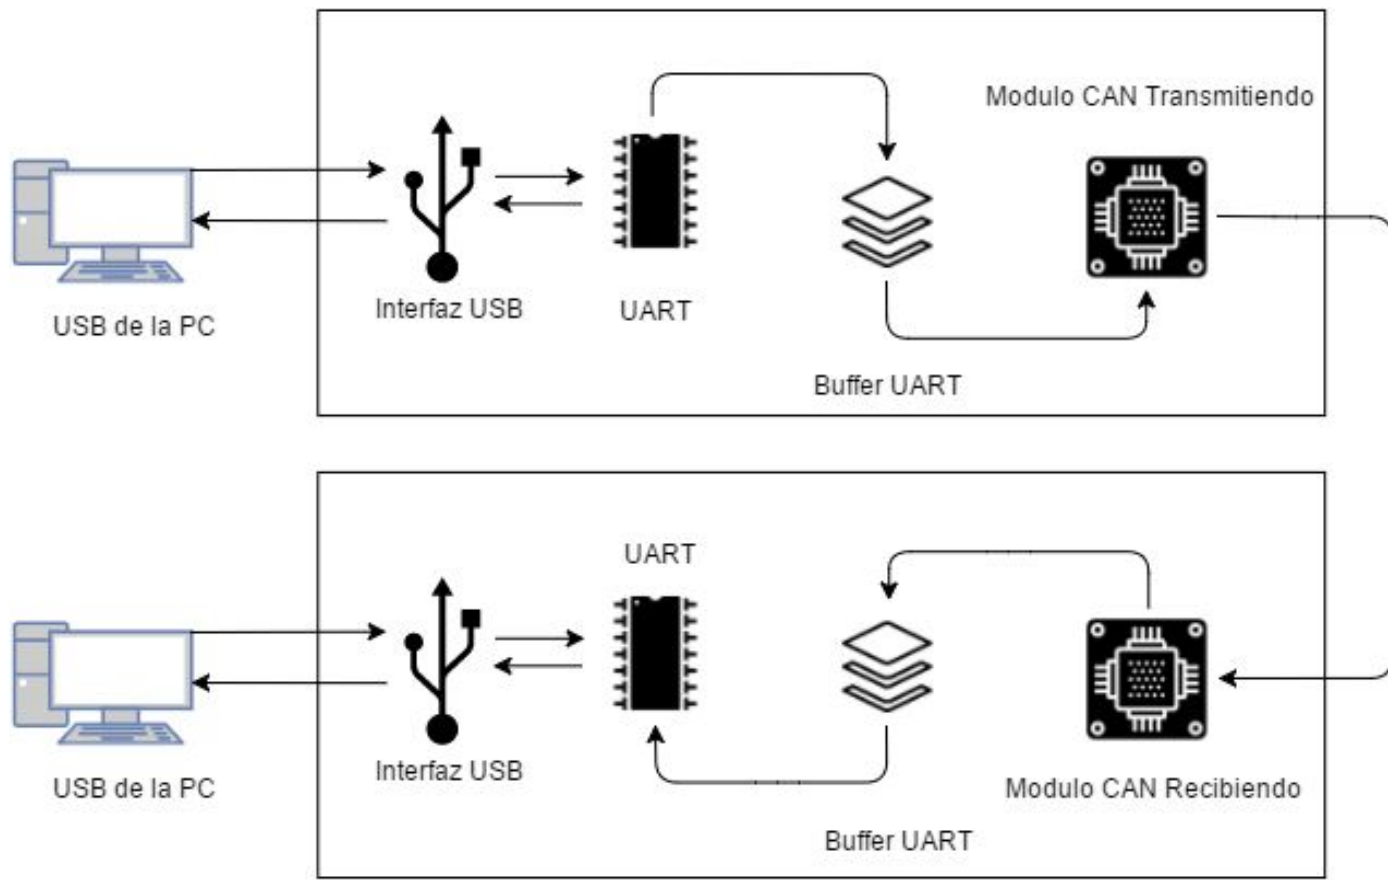 Modulo CAN Transmitiendo
USB de la PC
Interfaz USB
UART
Buffer UART
UART
USB de la PC
Interfaz USB
Modulo CAN Recibiendo
Buffer UART